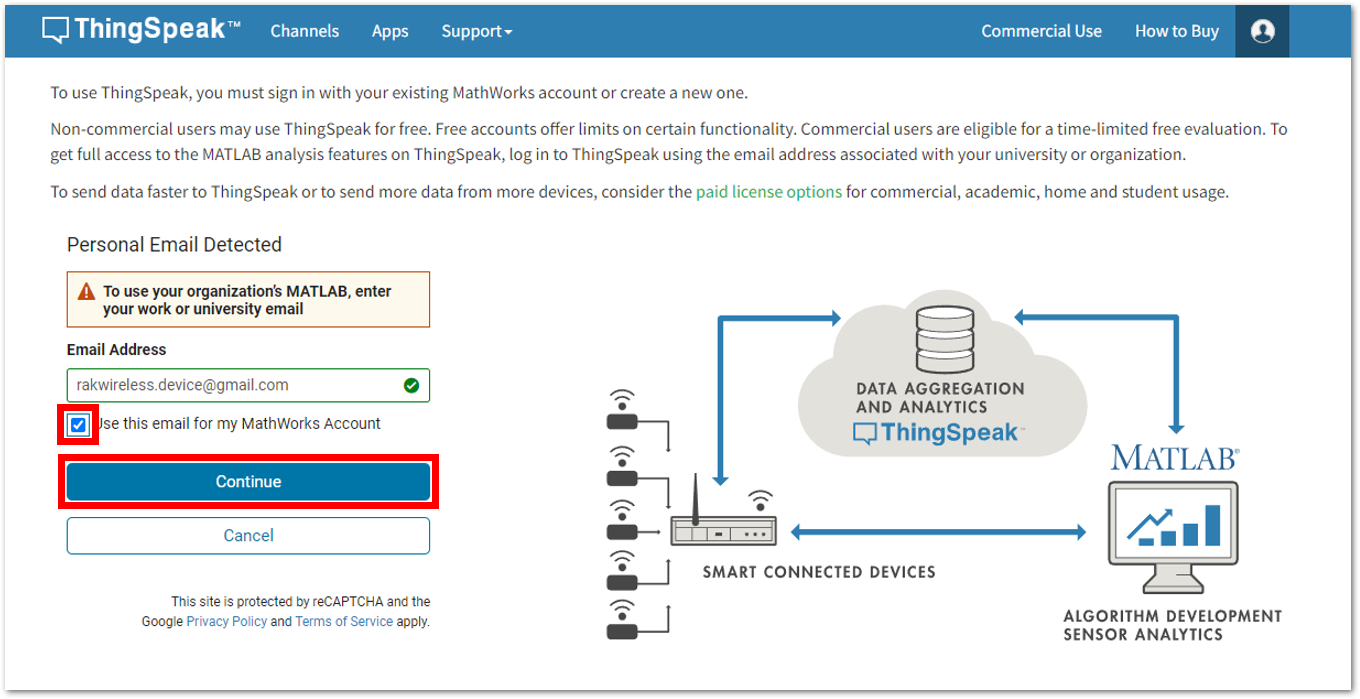 ThingSpeak™ Channels Apps Support Commercial Use How to Buy
To use ThingSpeak, you must sign in with your existing MathWorks account or create a new one.
Non-commercial users may use ThingSpeak for free. Free accounts offer limits on certain functionality. Commercial users are eligible for a time-limited free evaluation. To
get full access to the MATLAB analysis features on ThingSpeak, log in to ThingSpeak using the email address associated with your university or organization.
To send data faster to ThingSpeak or to send more data from more devices, consider the paid license options for commercial, academic, home and student usage.
Personal Email Detected
To use your organization's MATLAB, enter
your work or university email
Email Address
rakwireless.device@gmail.com
Use this email for my MathWorks Account
Continue
Cancel
This site is protected by reCAPTCHA and the
Google Privacy Policy and Terms of Service apply.
DATA AGGREGATION
AND ANALYTICS
ThingSpeak™
MATLAB®
SMART CONNECTED DEVICES
ALGORITHM DEVELOPMENT
SENSOR ANALYTICS